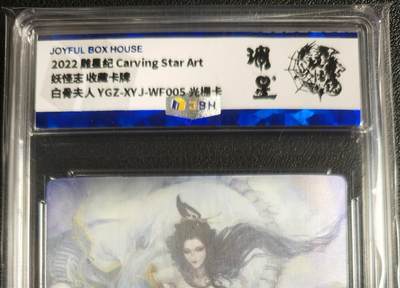 JOYFUL BOX HOUSE
2022 雕星纪 Carving Star Art
妖怪志 收藏卡牌
白骨夫人 YGZ-XYJ-WF005 光栅卡
JBH